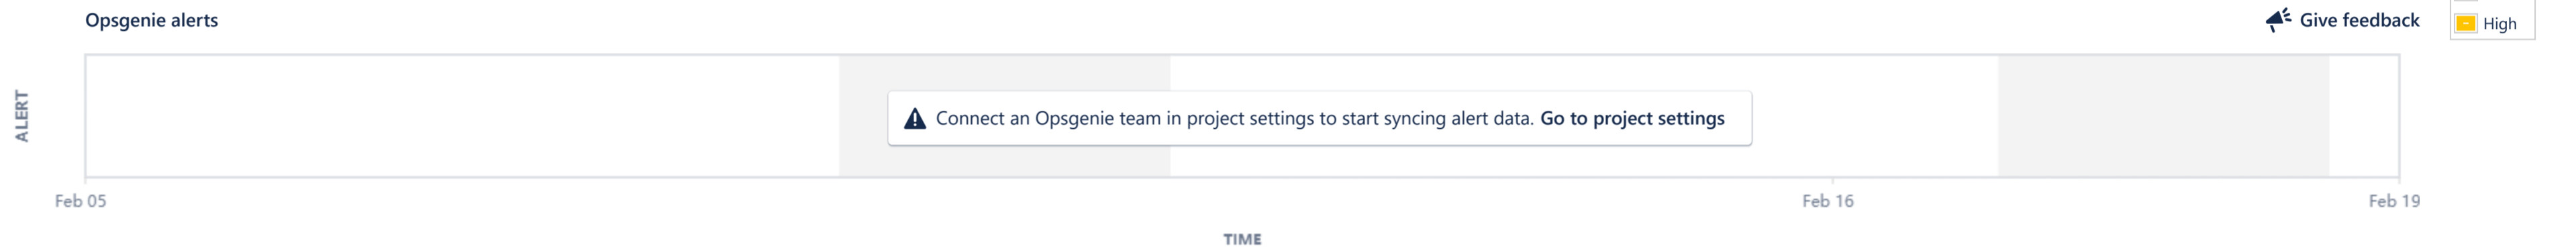 Opsgenie alerts
Give feedback
High
ALERT
Connect an Opsgenie team in project settings to start syncing alert data. Go to project settings
Feb 05
Feb 16
Feb 19
TIME